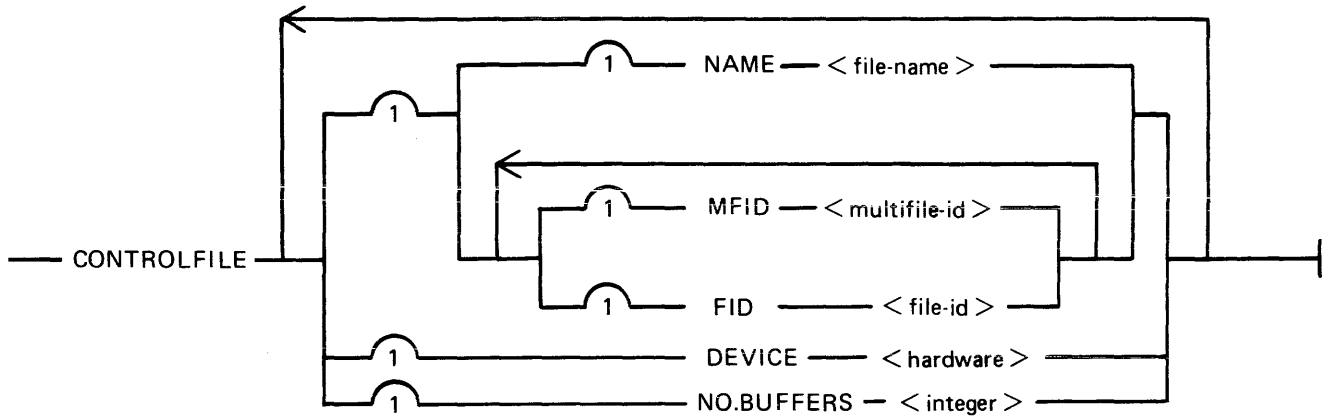 1 NAME < file-name >
1
1 MFID < multifile-id >
CONTROLFILE
1 FID < file-id >
1 DEVICE < hardware >
1 NO.BUFFERS < integer >